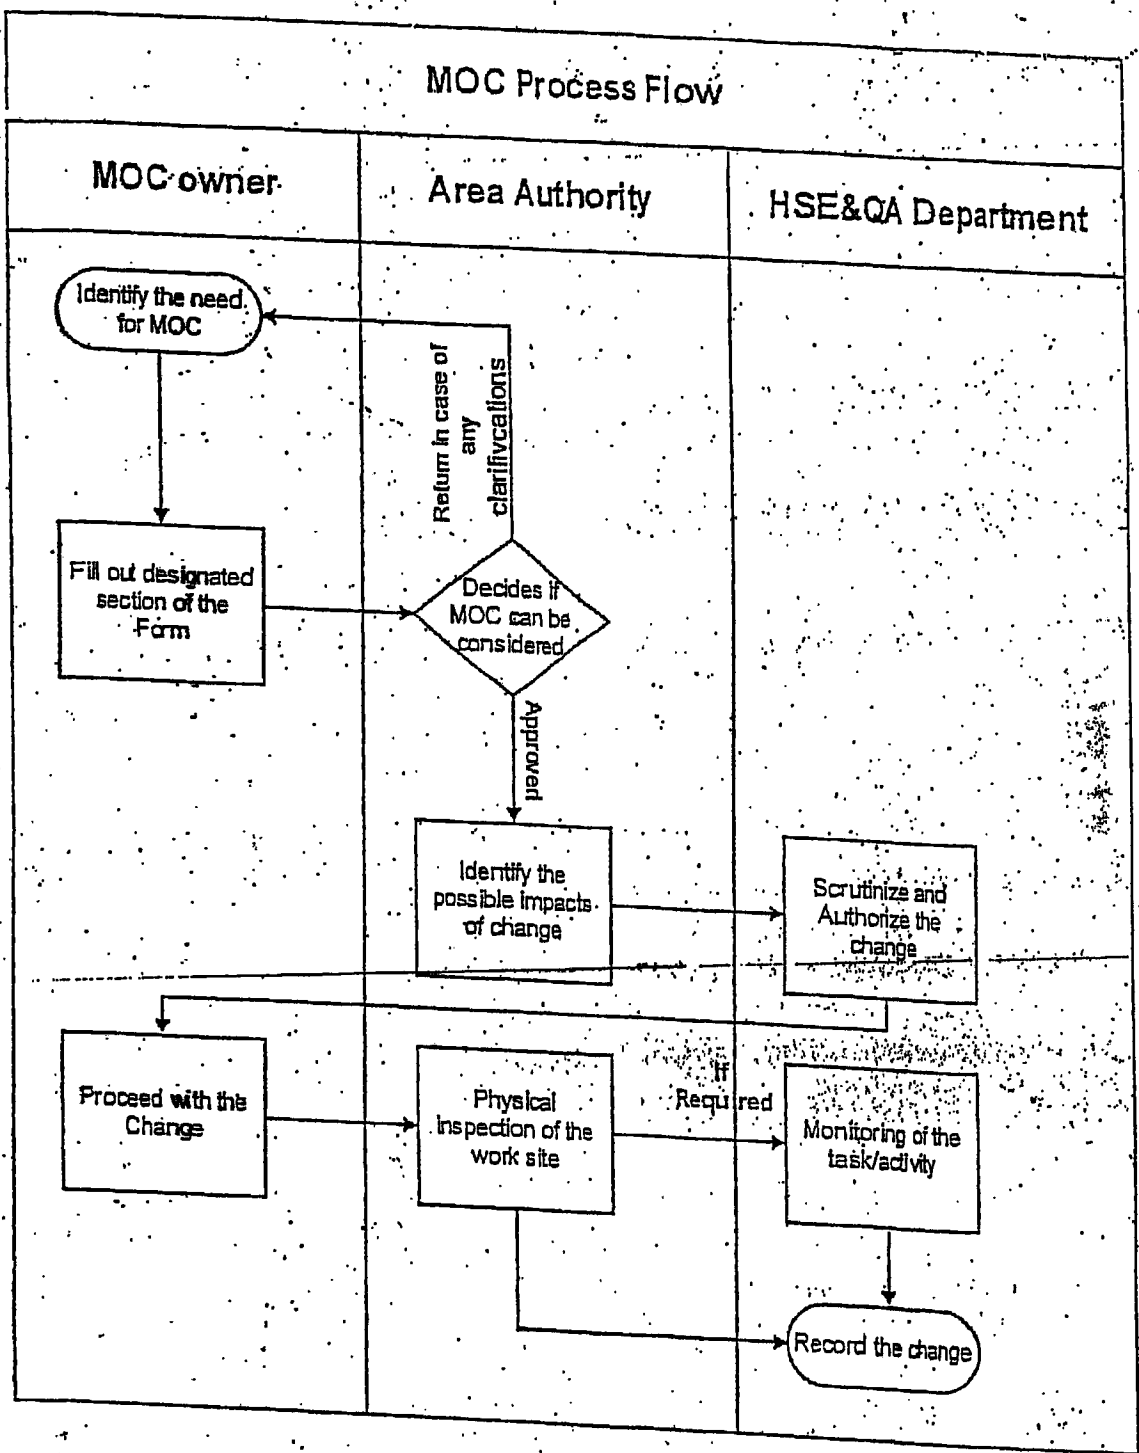 MOC Process Flow
MOC owner
Area Authority
HSE&QA Department
Identify the need
for MOC
Return in case of
any
clarifivcations
Fill out designated
section of the
Form
Decides if
MOC can be
considered
Approved
Identify the
possible impacts
of change
Scrutinize and
Authorize the
change
Proceed with the
Change
Physical
Inspection of the
work site
If
Required
Monitoring of the
task/activity
Record the change